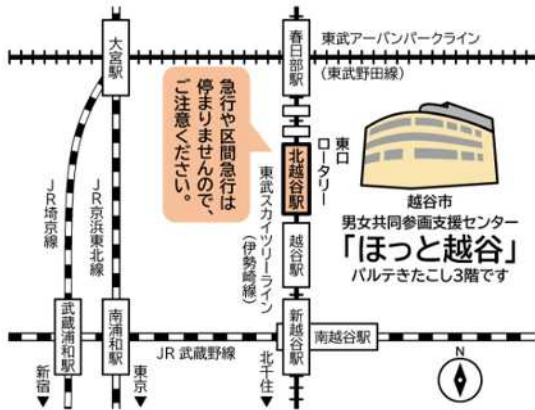 大宮駅
春日部駅
東武アーバンパークライン
(東武野田線)
急行や区間急行は
停まりませんので、
ご注意ください。
北越谷駅
東口
ロータリー
越谷市
男女共同参画支援センター
「ほっと越谷」
パルテきたこし3階です
JR埼京線
JR京浜東北線
東武スカイツリーライン
(伊勢崎線)
越谷駅
武蔵浦和駅
南浦和駅
JR 武蔵野線
新越谷駅
南越谷駅
新宿
東京
北千住
N